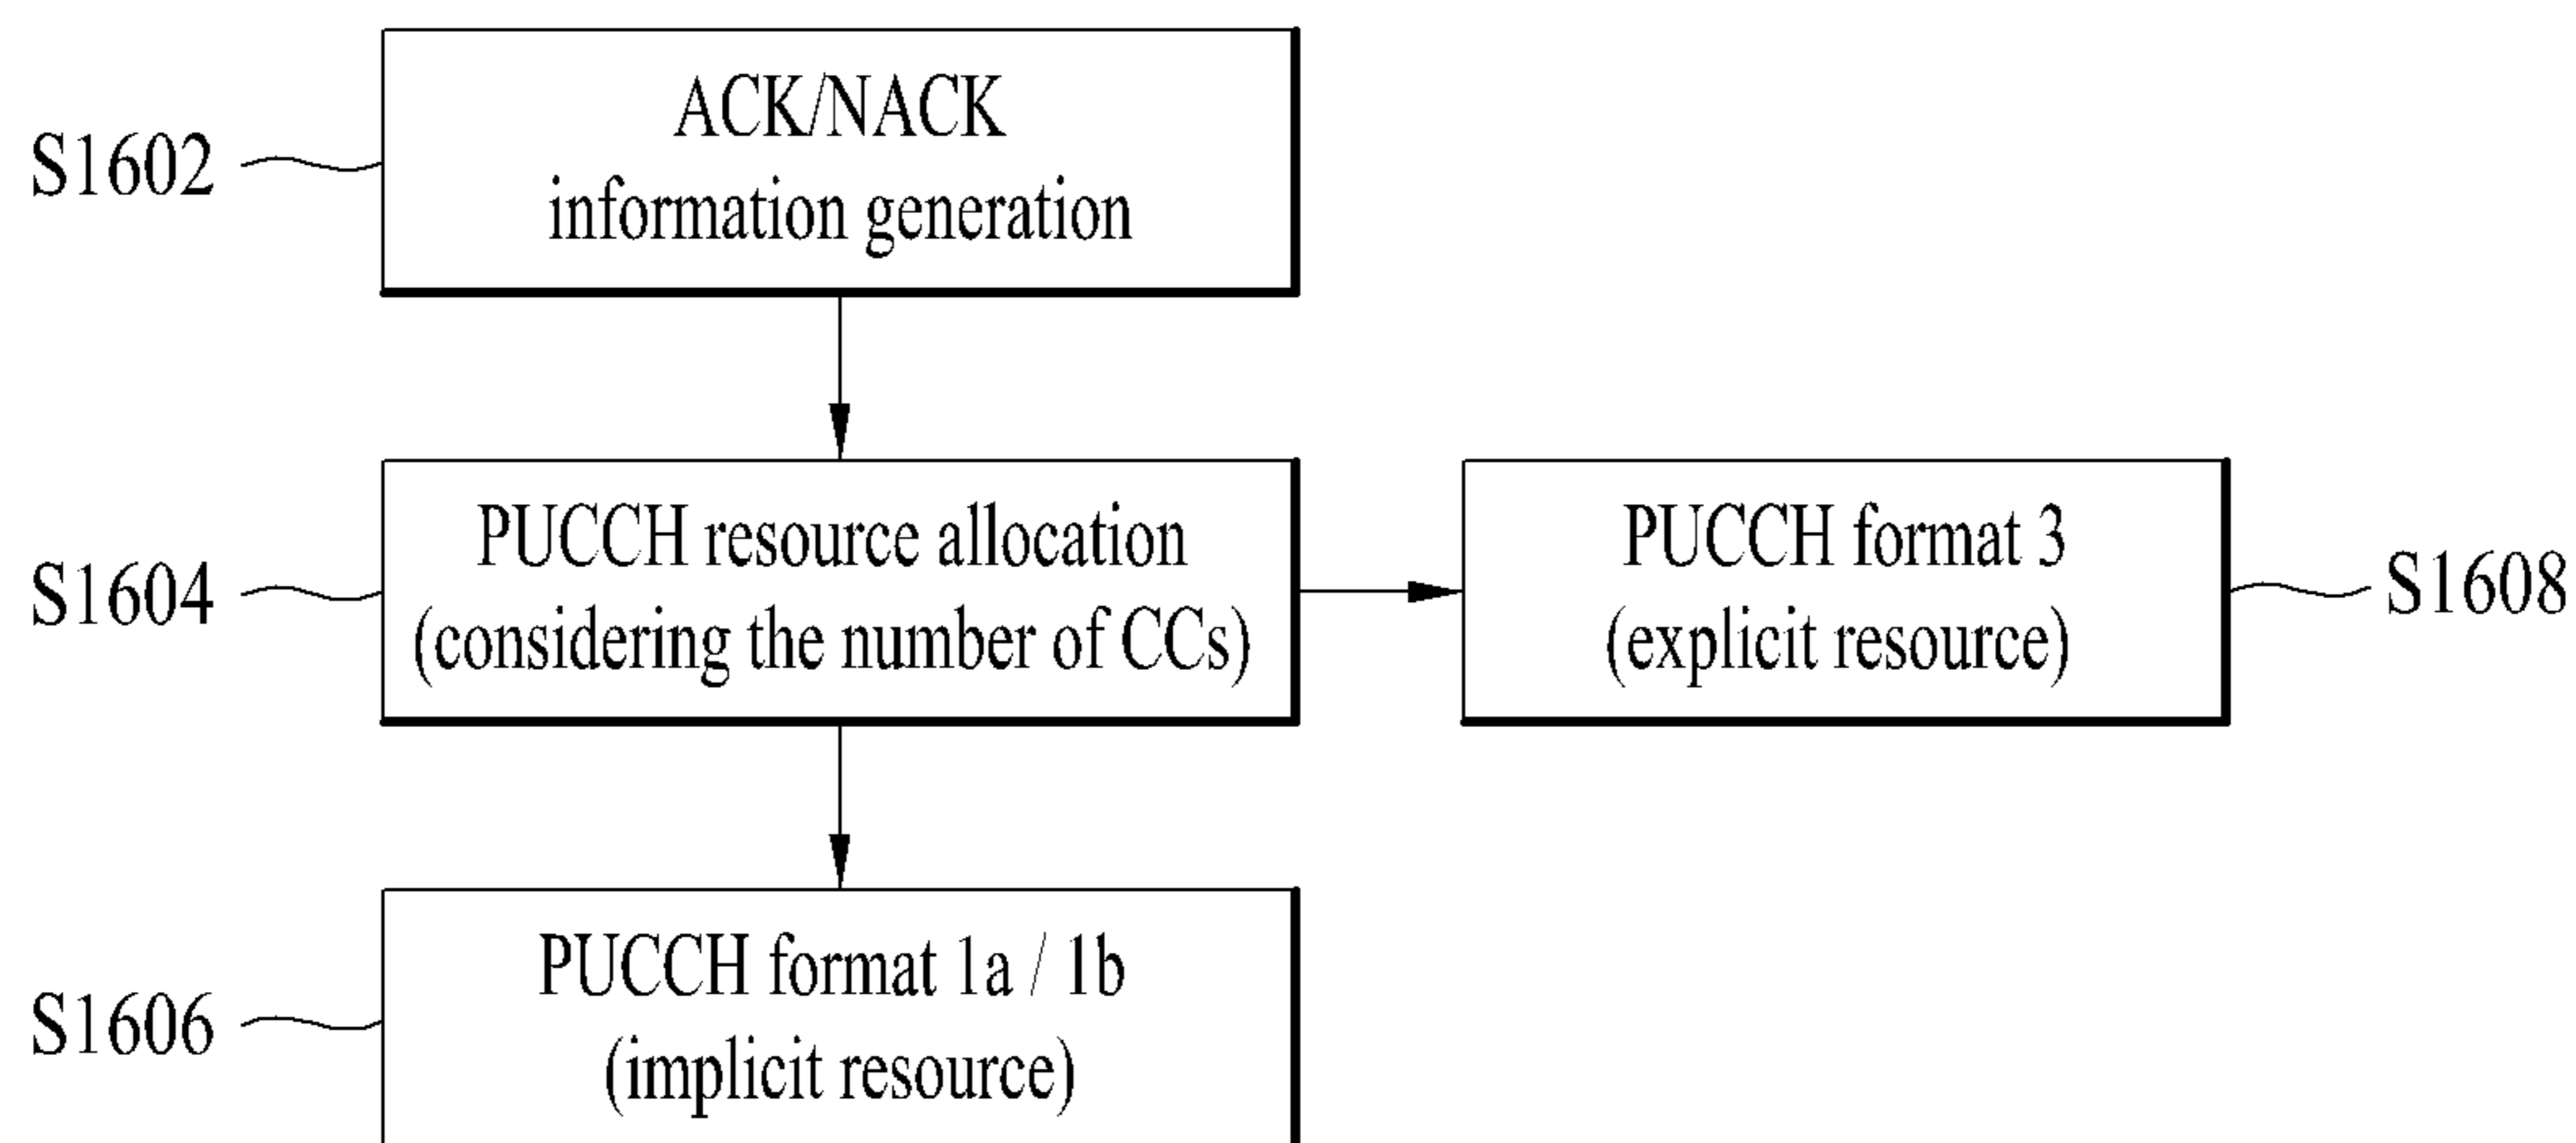 S1602
ACK/NACK
information generation
S1604
PUCCH resource allocation
(considering the number of CCs)
PUCCH format 3
(explicit resource)
S1608
S1606
PUCCH format 1a / 1b
(implicit resource)